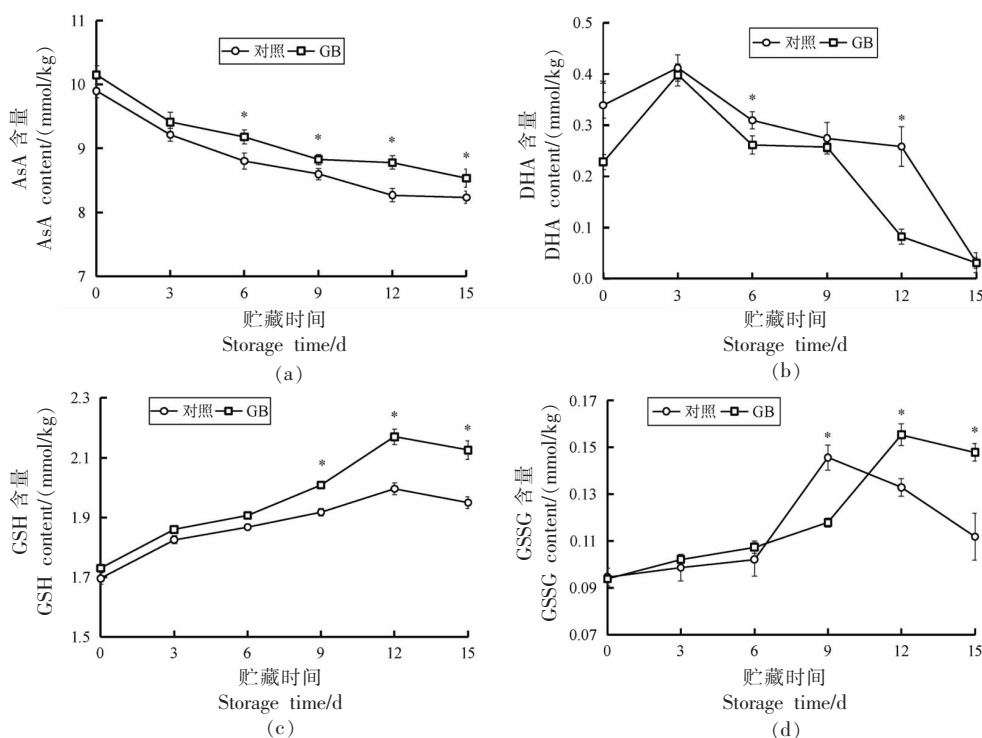 11
10
9
8
7
AsA 含量
AsA content/(mmol/kg)
对照 GB
* * * *
0 3 6 9 12 15
贮藏时间
Storage time/d
(a)
0.5
0.4
0.3
0.2
0.1
0.0
DHA 含量
DHA content/(mmol/kg)
对照 GB
* * *
0 3 6 9 12 15
贮藏时间
Storage time/d
(b)
2.3
2.1
1.9
1.7
1.5
GSH 含量
GSH content/(mmol/kg)
对照 GB
* * *
0 3 6 9 12 15
贮藏时间
Storage time/d
(c)
0.17
0.15
0.13
0.11
0.09
0.07
GSSG 含量
GSSG content/(mmol/kg)
对照 GB
* * *
0 3 6 9 12 15
贮藏时间
Storage time/d
(d)